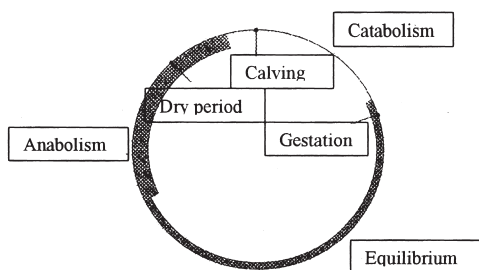 Catabolism
Calving
Dry period
Gestation
Anabolism
Equilibrium